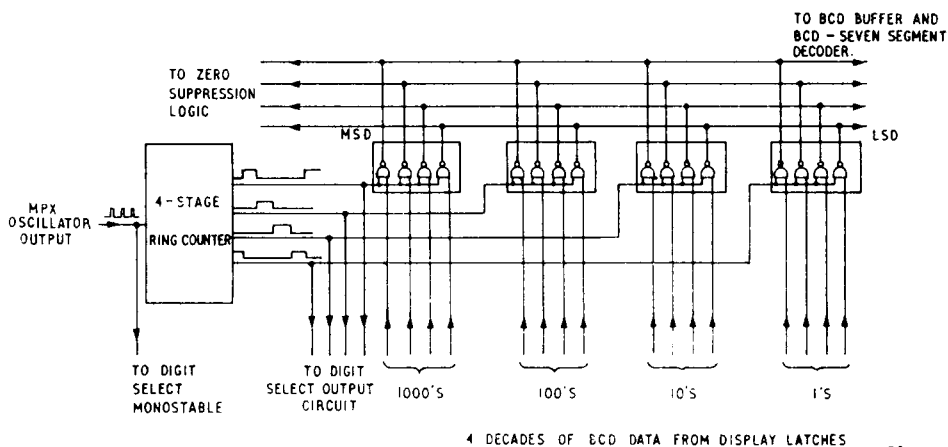 TO BCD BUFFER AND
BCD - SEVEN SEGMENT
DECODER.
TO ZERO
SUPPRESSION
LOGIC
MSD
LSD
MPX
OSCILLATOR
OUTPUT
4-STAGE
RING COUNTER
TO DIGIT
SELECT
MONOSTABLE
TO DIGIT
SELECT OUTPUT
CIRCUIT
1000'S
100'S
10'S
1'S
4 DECADES OF BCD DATA FROM DISPLAY LATCHES